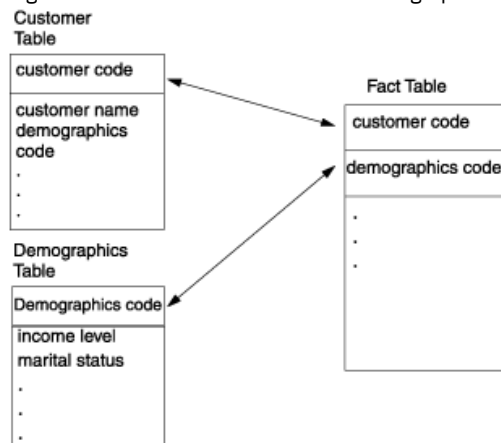 Customer
Table
customer code
customer name
demographics
code
.
.
.
Fact Table
customer code
demographics code
.
.
.
Demographics
Table
Demographics code
income level
marital status
.
.
.